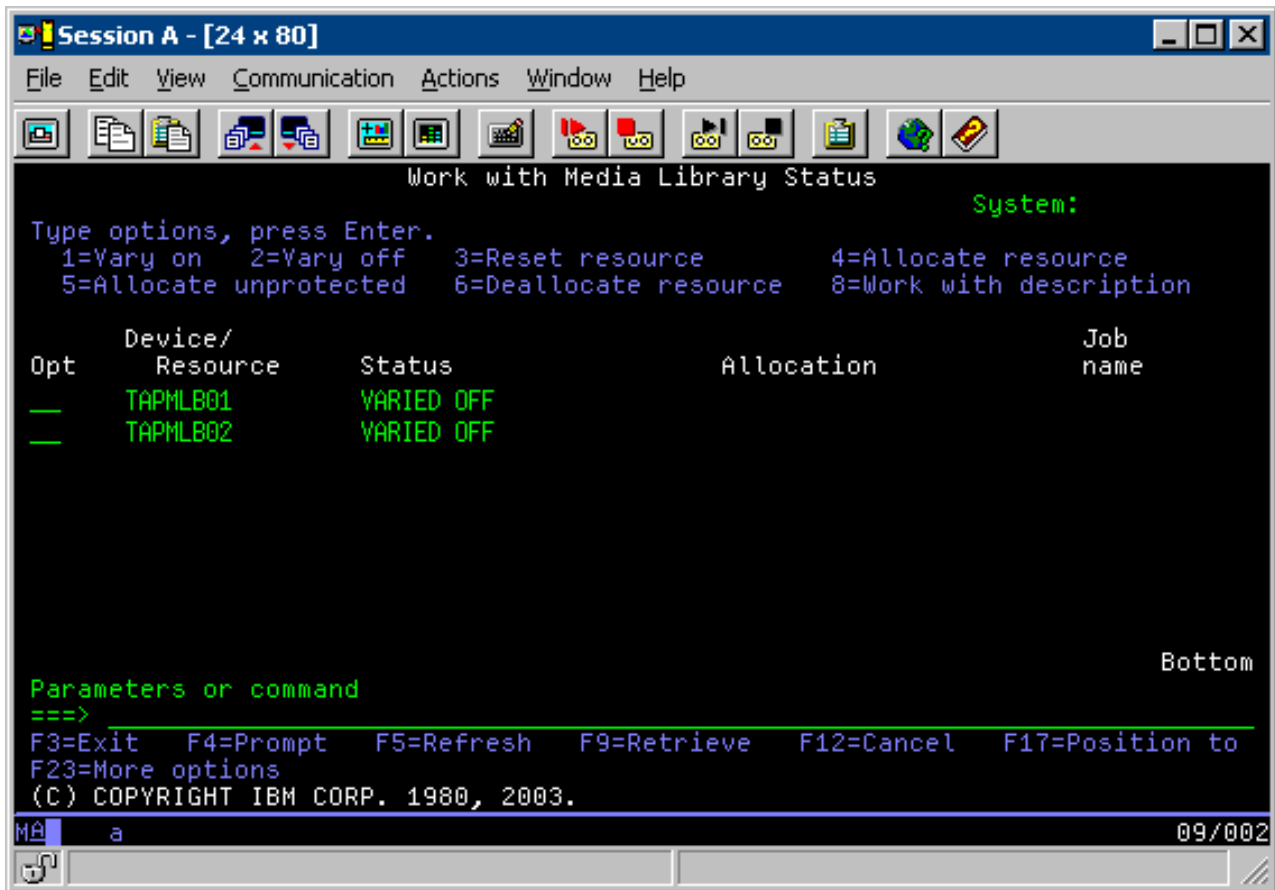 Session A - [24 x 80]
File Edit View Communication Actions Window Help
Work with Media Library Status
System:
Type options, press Enter.
1=Vary on 2=Vary off 3=Reset resource 4=Allocate resource
5=Allocate unprotected 6=Deallocate resource 8=Work with description
Device/ Job
Opt Resource Status Allocation name
__ TAPMLB01 VARIED OFF
__ TAPMLB02 VARIED OFF
Bottom
Parameters or command
===>
F3=Exit F4=Prompt F5=Refresh F9=Retrieve F12=Cancel F17=Position to
F23=More options
(C) COPYRIGHT IBM CORP. 1980, 2003.
MA a 09/002